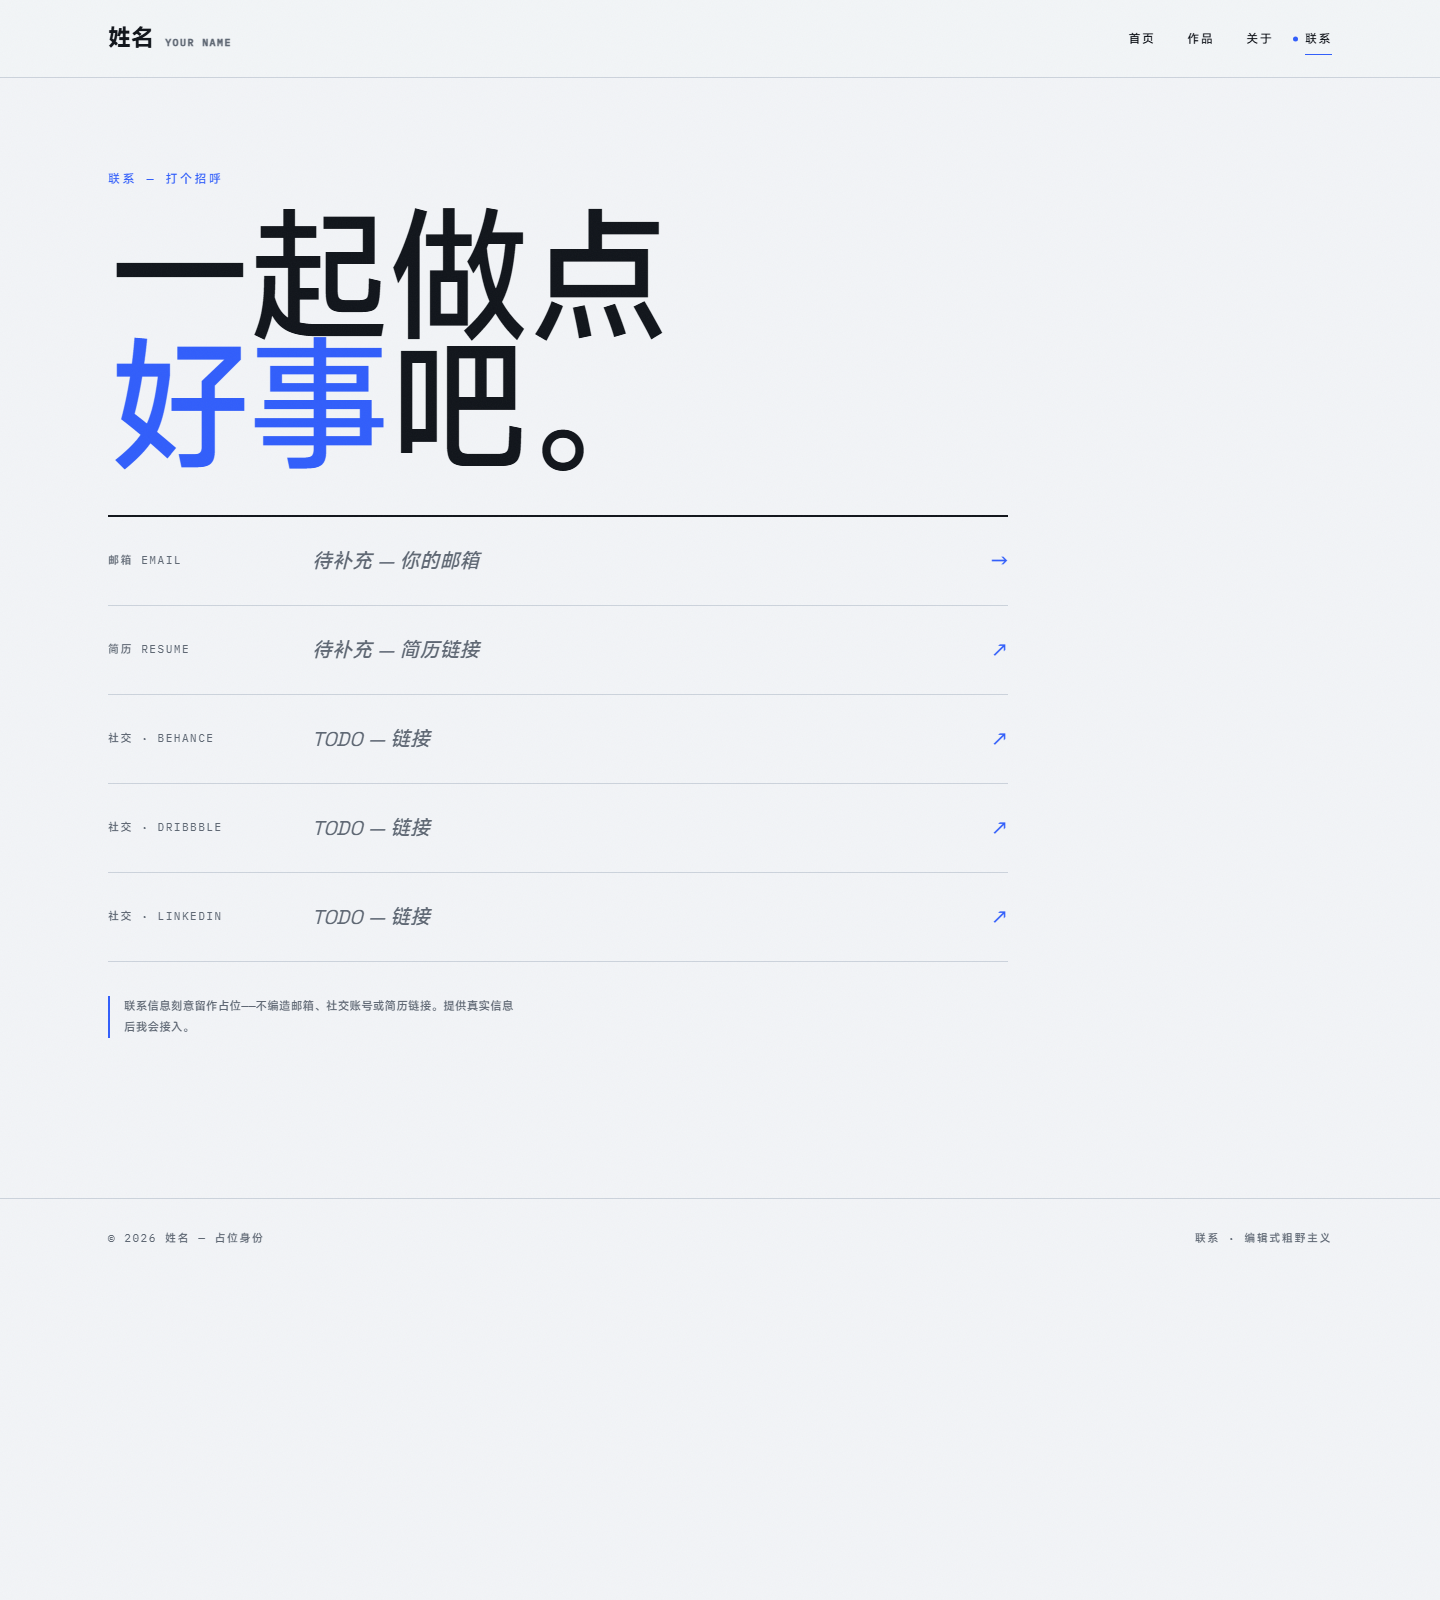 姓名 YOUR NAME
首页 作品 关于 联系
联系 — 打个招呼
一起做点
好事吧。
邮箱 EMAIL 待补充 — 你的邮箱 →
简历 RESUME 待补充 — 简历链接 ↗
社交 · BEHANCE TODO — 链接 ↗
社交 · DRIBBBLE TODO — 链接 ↗
社交 · LINKEDIN TODO — 链接 ↗
联系信息刻意留作占位——不编造邮箱、社交账号或简历链接。提供真实信息
后我会接入。
© 2026 姓名 — 占位身份
联系 · 编辑式粗野主义